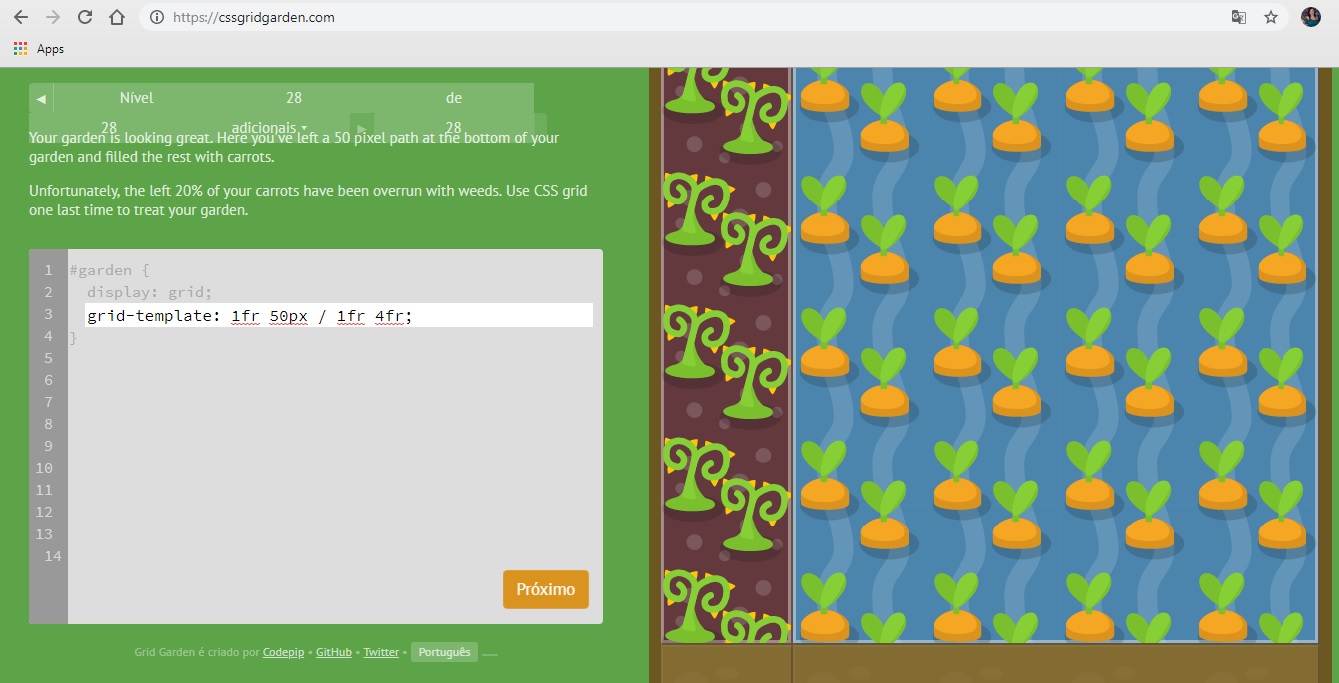 https://cssgridgarden.com
Apps
◀ Nível 28 de
28 adicionais ▾ ▶ 28
Your garden is looking great. Here you've left a 50 pixel path at the bottom of your
garden and filled the rest with carrots.
Unfortunately, the left 20% of your carrots have been overrun with weeds. Use CSS grid
one last time to treat your garden.
1 #garden {
2 display: grid;
3 grid-template: 1fr 50px / 1fr 4fr;
4 }
5
6
7
8
9
10
11
12
13
14
Próximo
Grid Garden é criado por Codepip • GitHub • Twitter • Português